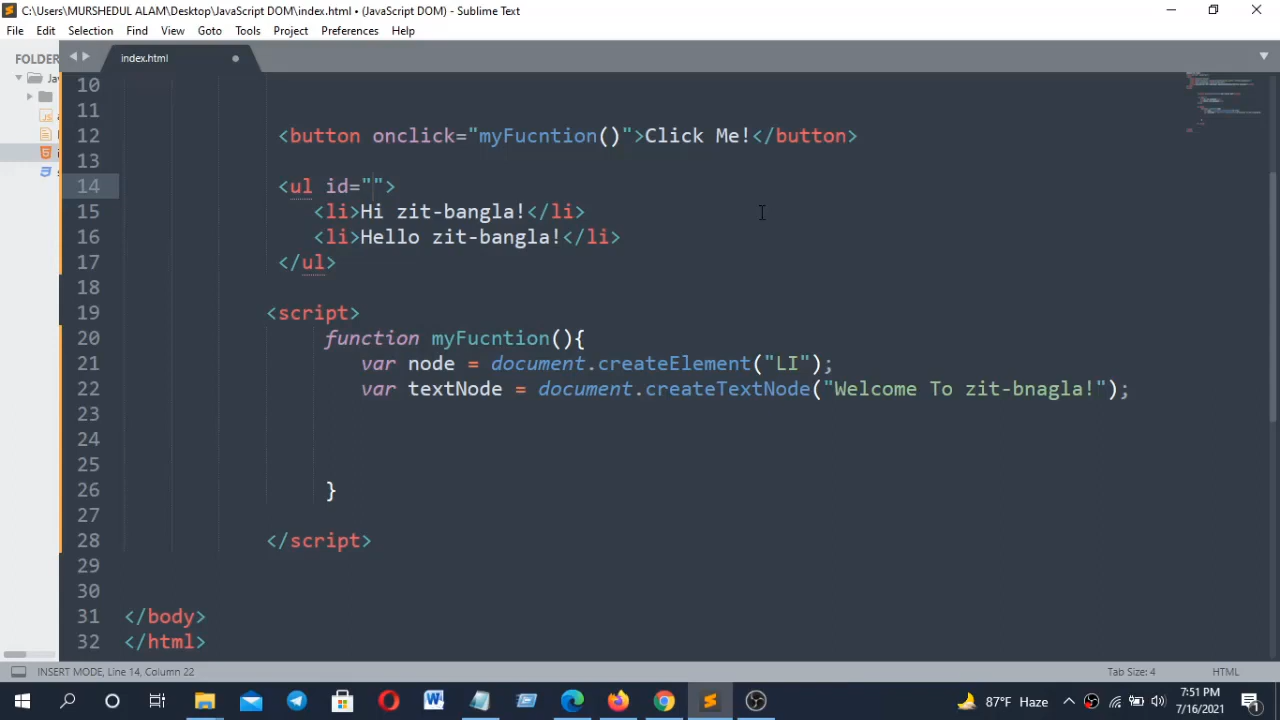 C:\Users\MURSHEDUL ALAM\Desktop\JavaScript DOM\index.html • (JavaScript DOM) - Sublime Text
File Edit Selection Find View Goto Tools Project Preferences Help
FOLDER
index.html
Ja
10
11
12 <button onclick="myFucntion()">Click Me!</button>
13
14 <ul id="">
15 <li>Hi zit-bangla!</li>
16 <li>Hello zit-bangla!</li>
17 </ul>
18
19 <script>
20 function myFucntion(){
21 var node = document.createElement("LI");
22 var textNode = document.createTextNode("Welcome To zit-bnagla!");
23
24
25
26 }
27
28 </script>
29
30
31 </body>
32 </html>
INSERT MODE, Line 14, Column 22 Tab Size: 4 HTML
87°F Haze
7:51 PM
7/16/2021